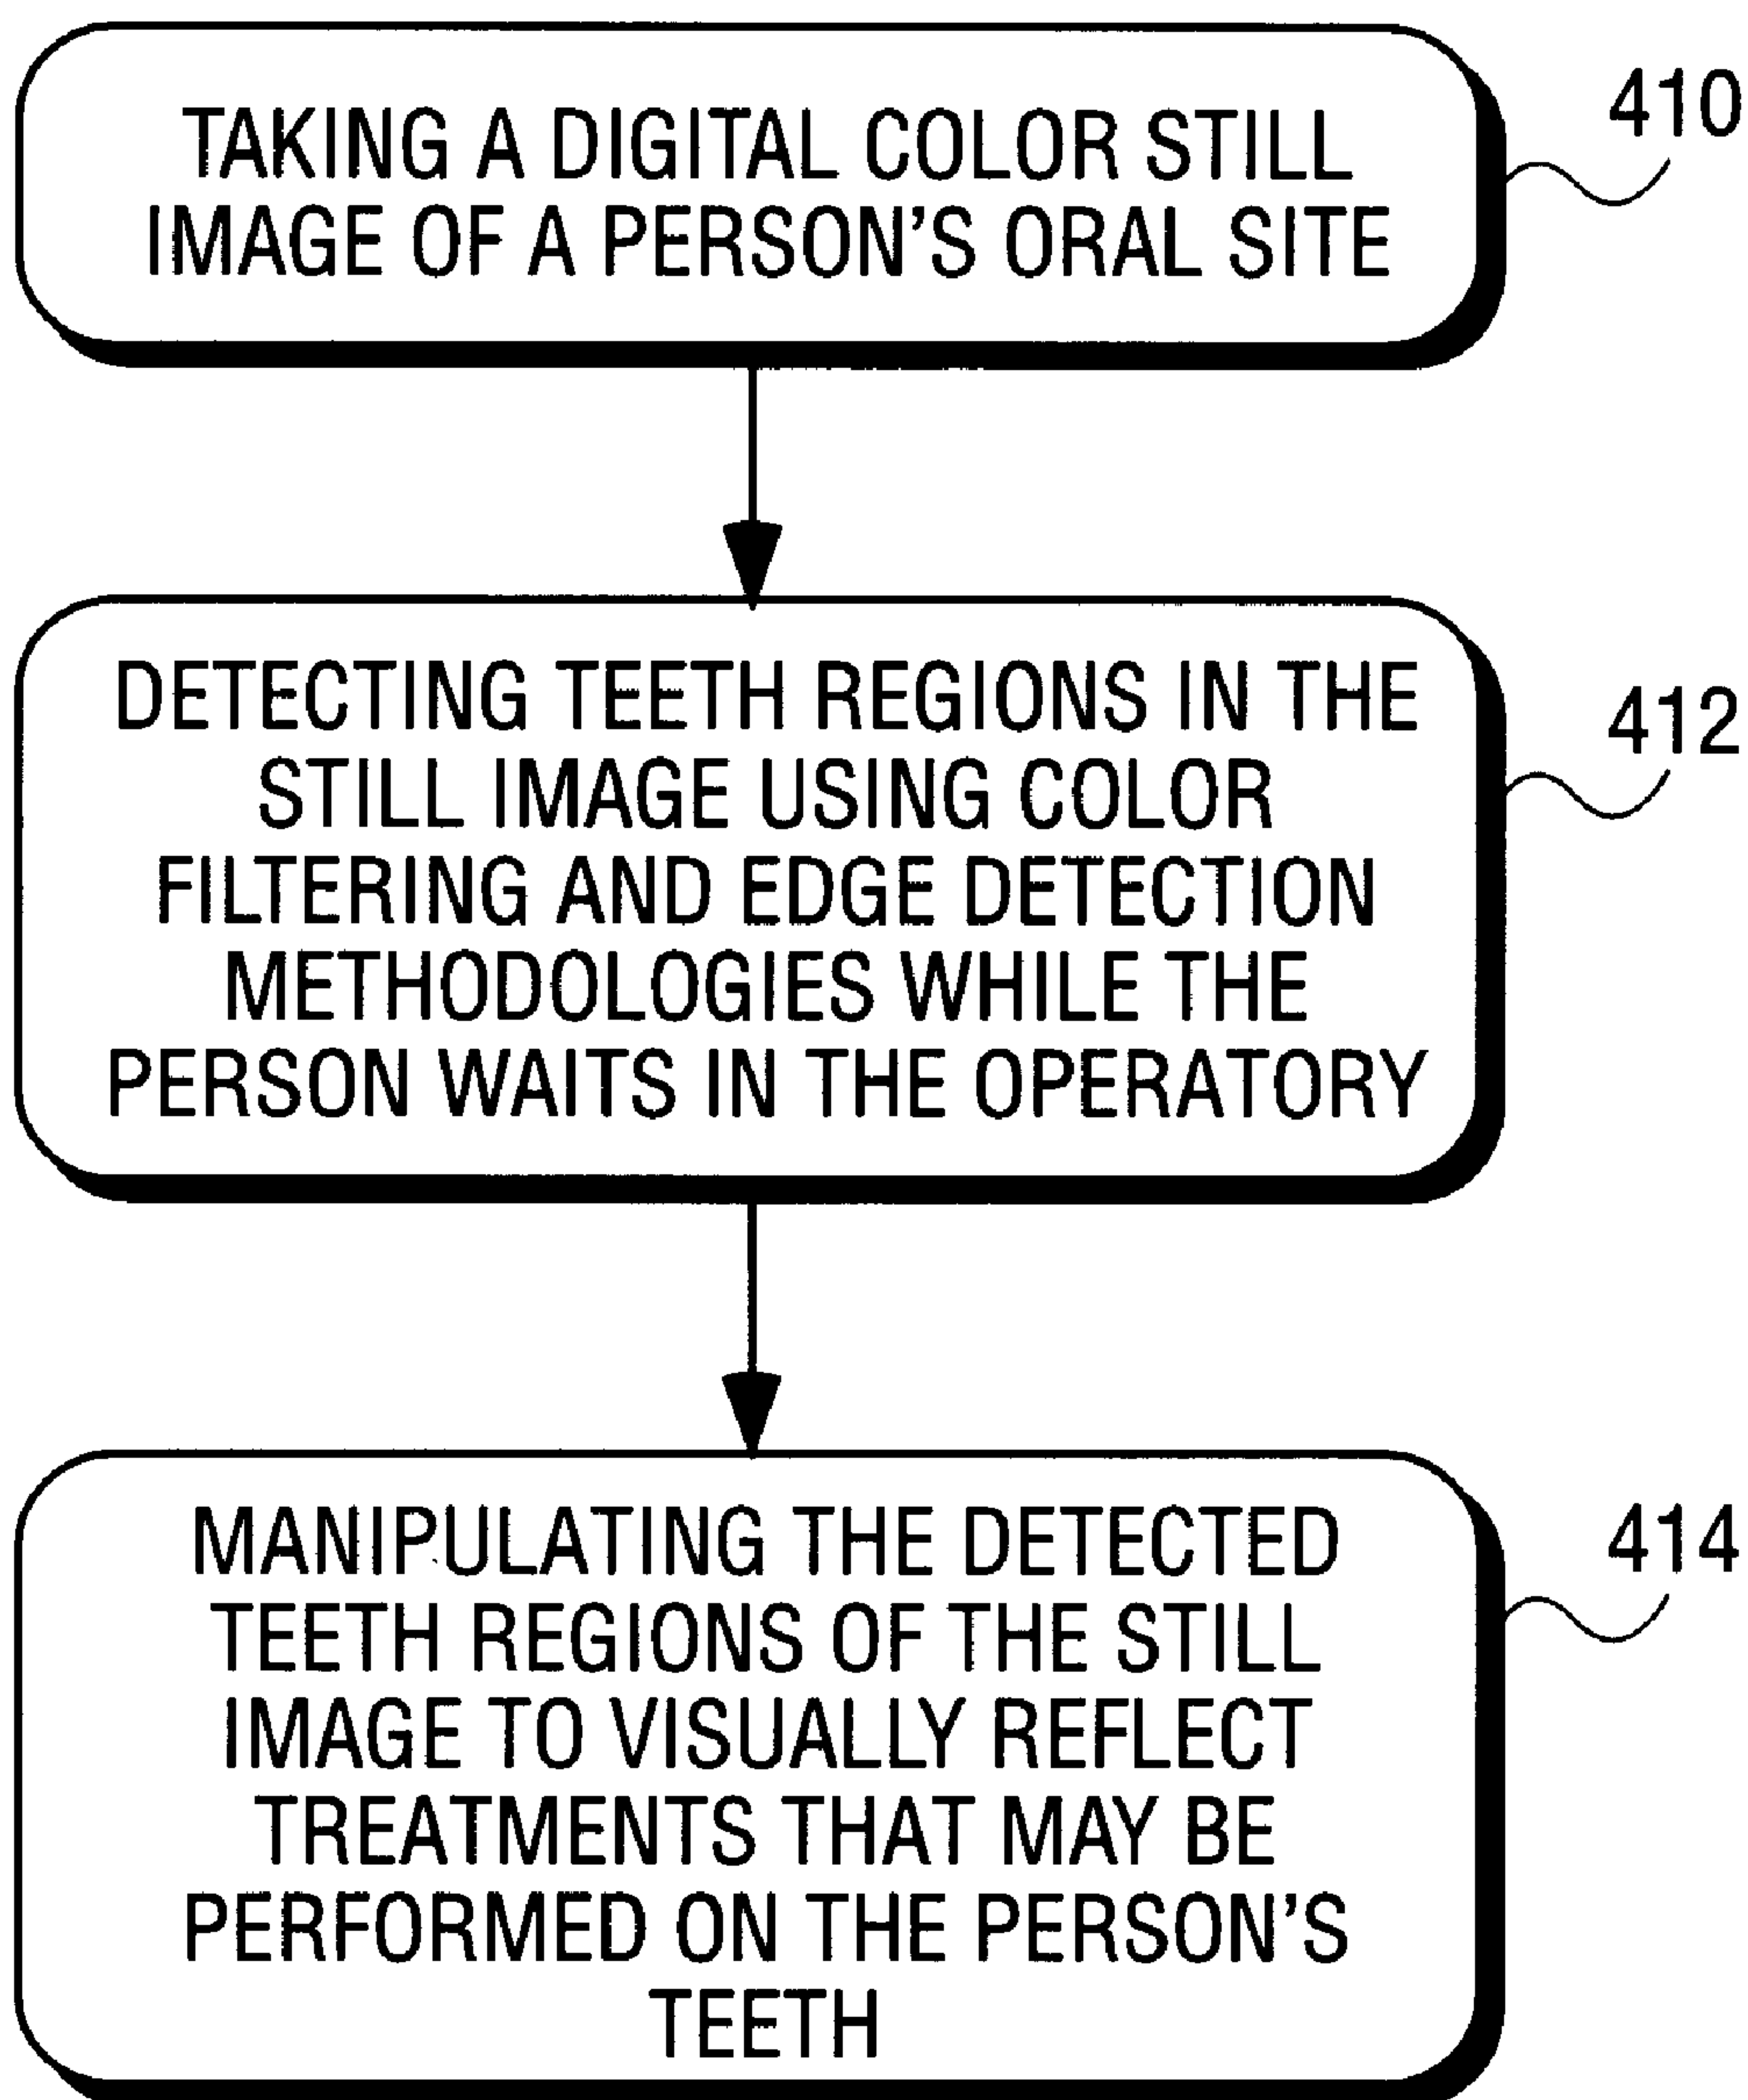 TAKING A DIGITAL COLOR STILL
IMAGE OF A PERSON'S ORAL SITE
410
DETECTING TEETH REGIONS IN THE
STILL IMAGE USING COLOR
FILTERING AND EDGE DETECTION
METHODOLOGIES WHILE THE
PERSON WAITS IN THE OPERATORY
412
MANIPULATING THE DETECTED
TEETH REGIONS OF THE STILL
IMAGE TO VISUALLY REFLECT
TREATMENTS THAT MAY BE
PERFORMED ON THE PERSON'S
TEETH
414